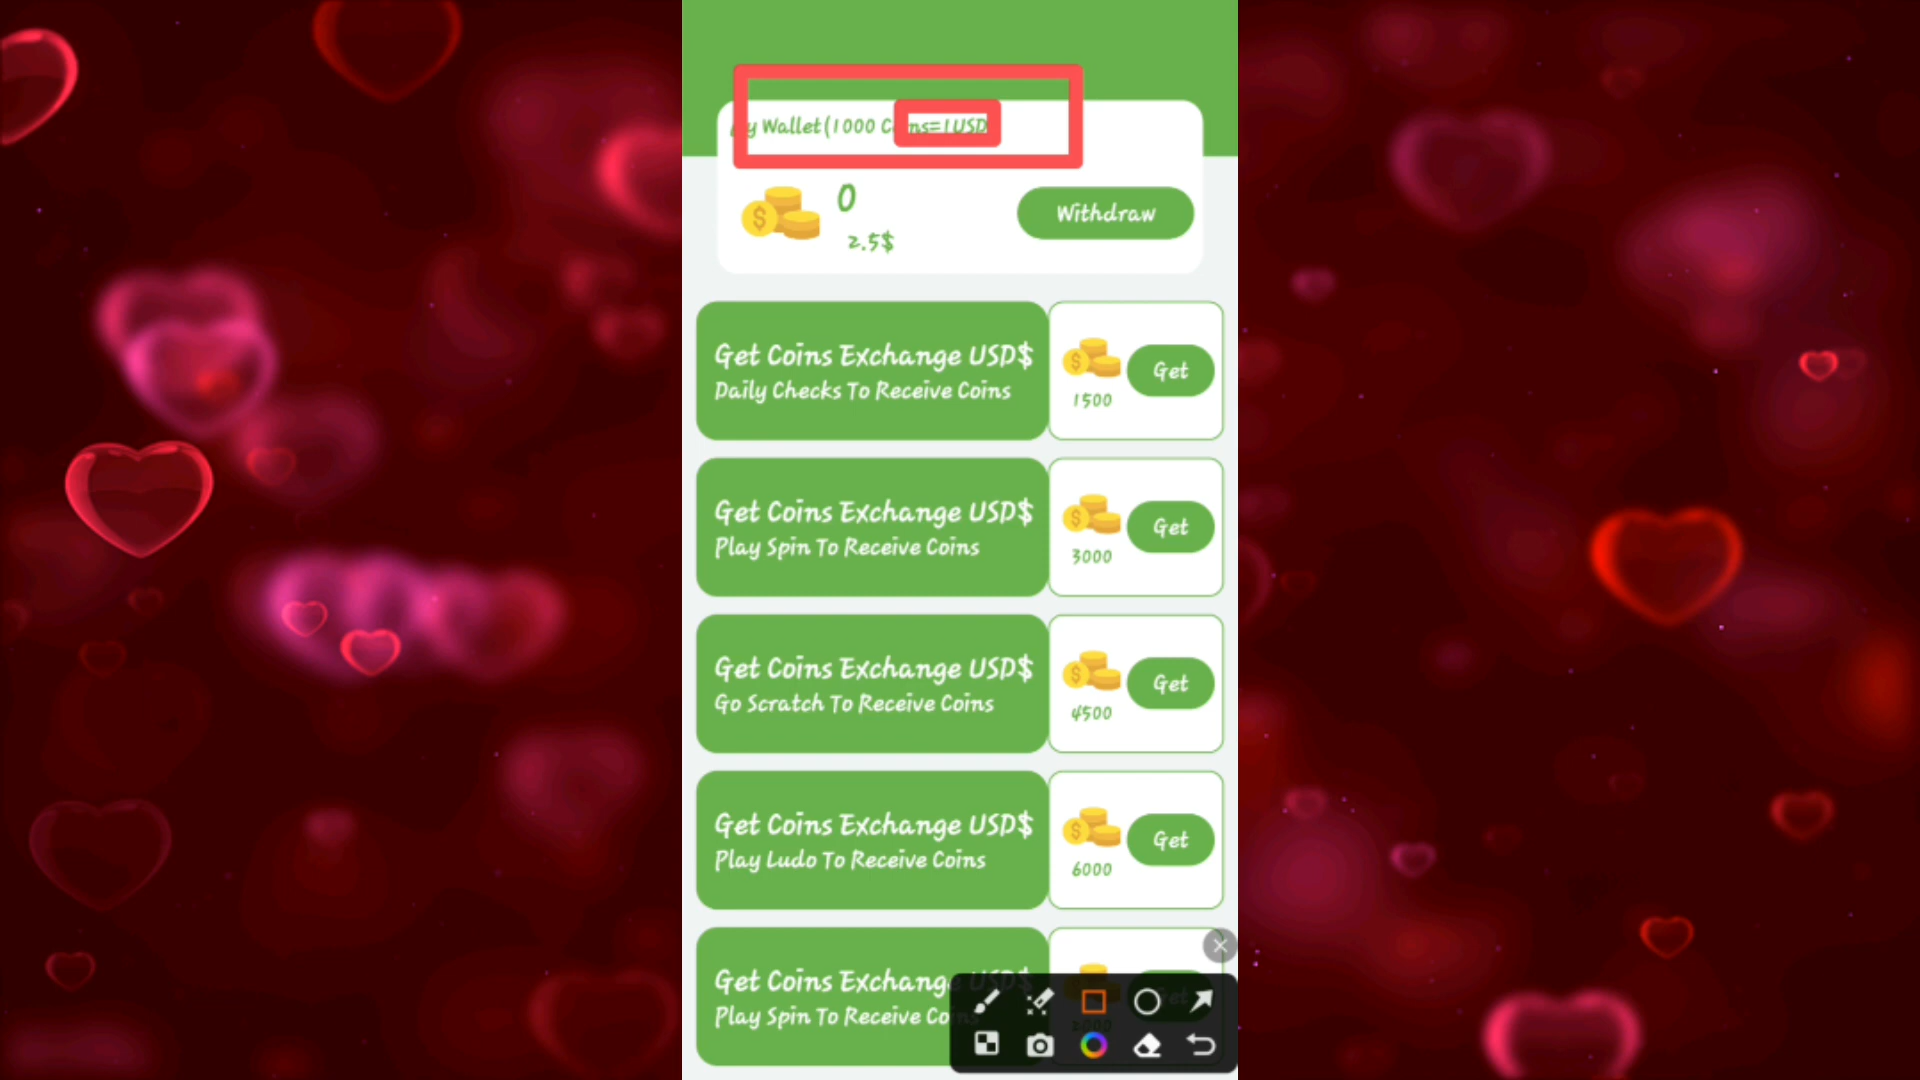 Wallet(1000 =1USD
0
2.5$
Withdraw
Get Coins Exchange USD$
Daily Checks To Receive Coins
1500
Get
Get Coins Exchange USD$
Play Spin To Receive Coins
3000
Get
Get Coins Exchange USD$
Go Scratch To Receive Coins
4500
Get
Get Coins Exchange USD$
Play Ludo To Receive Coins
6000
Get
Get Coins Exchange USD$
Play Spin To Receive